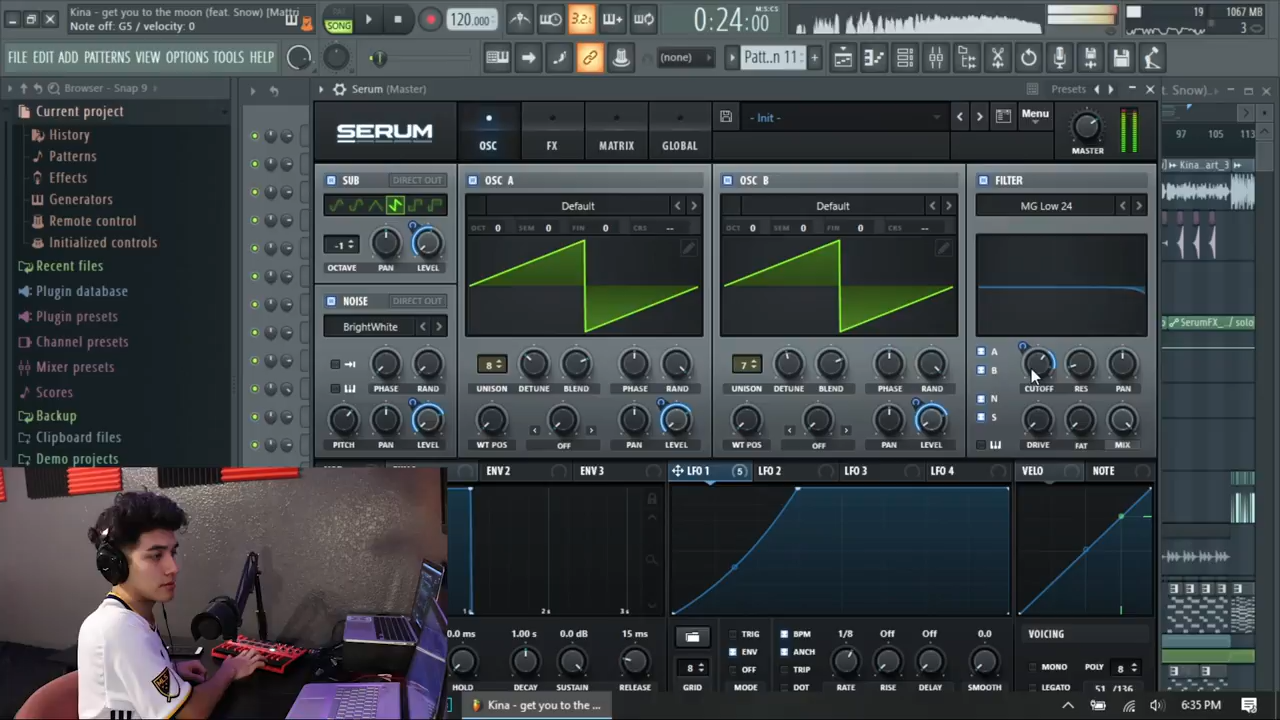 Kina - get you to the moon (feat. Snow) [Mattri
Note off: G5 / velocity: 0
PAT
SONG
120.000
3.2
0:24:00
M:S:CS
19
1067 MB
3
FILE EDIT ADD PATTERNS VIEW OPTIONS TOOLS HELP
(none)
Patt..n 11
Browser - Snap 9
Current project
History
Patterns
Effects
Generators
Remote control
Initialized controls
Recent files
Plugin database
Plugin presets
Channel presets
Mixer presets
Scores
Backup
Clipboard files
Demo projects
Serum (Master)
Presets
SERUM
OSC
FX
MATRIX
GLOBAL
- Init -
Menu
MASTER
SUB
DIRECT OUT
-1
OCTAVE
PAN
LEVEL
NOISE
DIRECT OUT
BrightWhite
PHASE
RAND
PITCH
PAN
LEVEL
OSC A
Default
OCT 0 SEM 0 FIN 0 CRS --
8
UNISON
DETUNE
BLEND
PHASE
RAND
WT POS
OFF
PAN
LEVEL
OSC B
Default
OCT 0 SEM 0 FIN 0 CRS --
7
UNISON
DETUNE
BLEND
PHASE
RAND
WT POS
OFF
PAN
LEVEL
FILTER
MG Low 24
A
B
N
S
CUTOFF
RES
PAN
DRIVE
FAT
MIX
ENV 2
ENV 3
LFO 1
5
LFO 2
LFO 3
LFO 4
VELO
NOTE
1s
2s
3s
0.0 ms
1.00 s
0.0 dB
15 ms
HOLD
DECAY
SUSTAIN
RELEASE
8
GRID
TRIG
ENV
OFF
MODE
BPM
ANCH
TRIP
DOT
1/8
RATE
Off
RISE
Off
DELAY
0.0
SMOOTH
VOICING
MONO
POLY
8
51 /136
97
105
113
Kina...art_3
SerumFX_../ solo
Kina - get you to the ...
6:35 PM